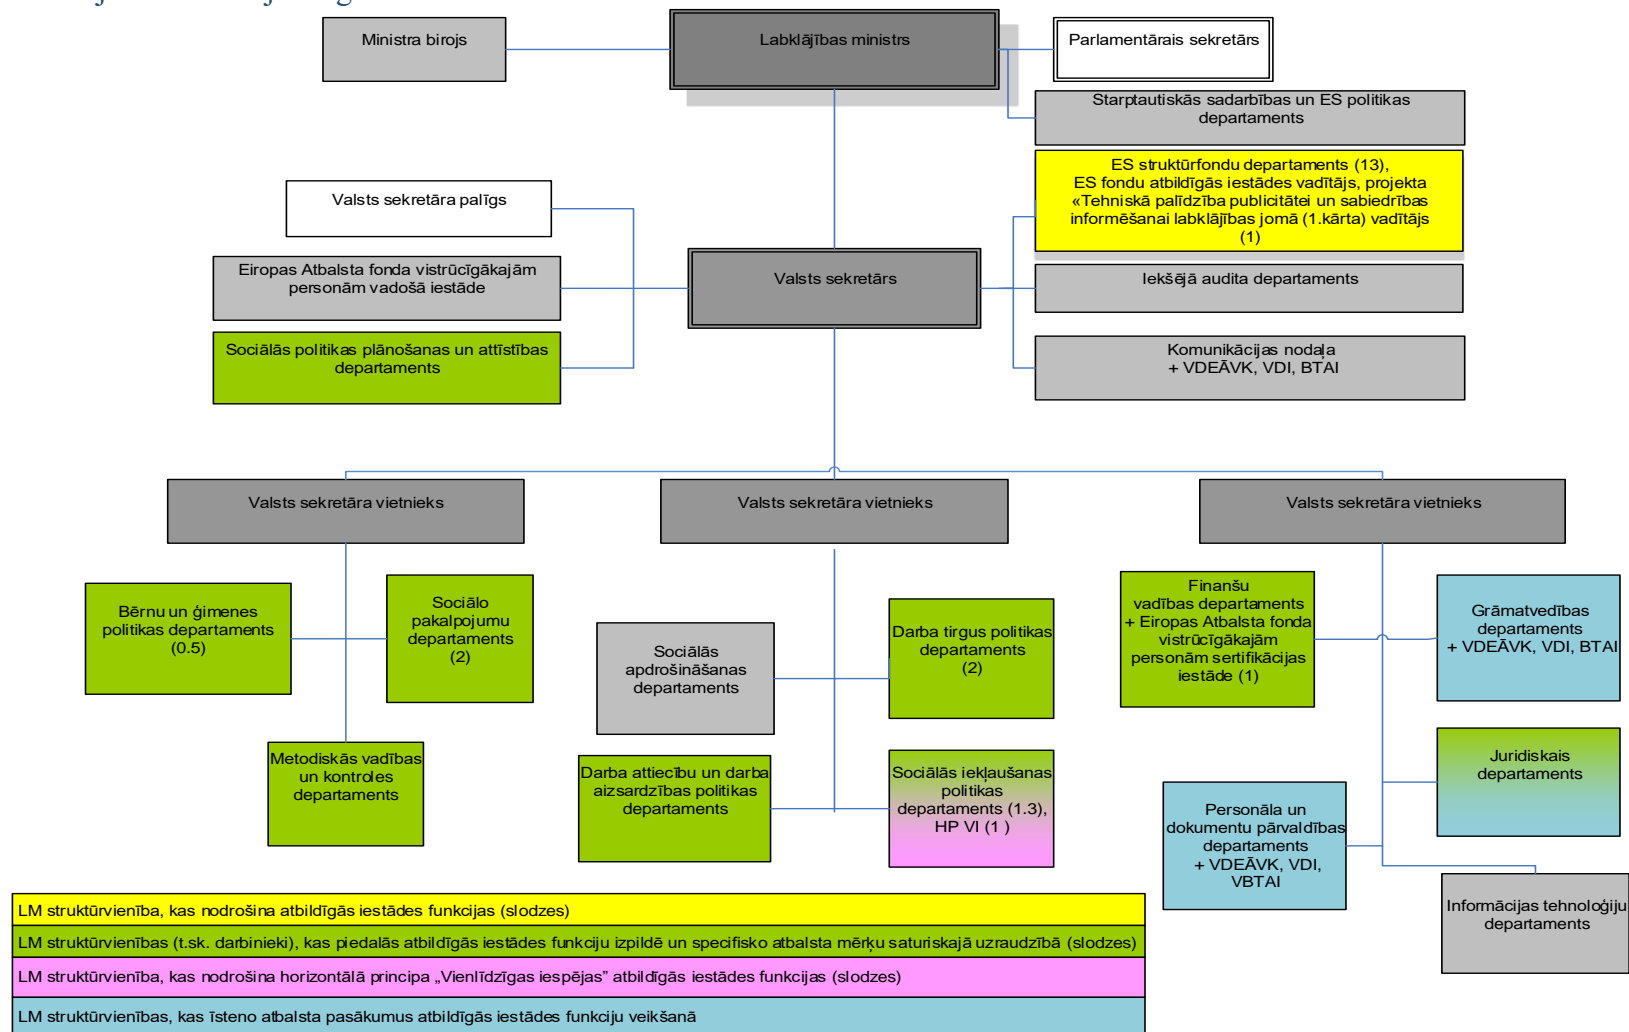 Ministra birojs
Labklājības ministrs
Parlamentārais sekretārs
Starptautiskās sadarbības un ES politikas
departaments
ES struktūrfondu departaments (13),
ES fondu atbildīgās iestādes vadītājs, projekta
«Tehniskā palīdzība publicitātei un sabiedrības
informēšanai labklājības jomā (1.kārta) vadītājs
(1)
Valsts sekretāra palīgs
Eiropas Atbalsta fonda vistrūcīgākajām
personām vadošā iestāde
Valsts sekretārs
Iekšējā audita departaments
Sociālās politikas plānošanas un attīstības
departaments
Komunikācijas nodaļa
+ VDEĀVK, VDI, BTAI
Valsts sekretāra vietnieks
Valsts sekretāra vietnieks
Valsts sekretāra vietnieks
Bērnu un ģimenes
politikas departaments
(0.5)
Sociālo
pakalpojumu
departaments
(2)
Metodiskās vadības
un kontroles
departaments
Sociālās
apdrošināšanas
departaments
Darba tirgus politikas
departaments
(2)
Darba attiecību un darba
aizsardzības politikas
departaments
Sociālās iekļaušanas
politikas
departaments (1.3),
HP VI (1 )
Finanšu
vadības departaments
+ Eiropas Atbalsta fonda
vistrūcīgākajām
personām sertifikācijas
iestāde (1)
Grāmatvedības
departaments
+ VDEĀVK, VDI, BTAI
Juridiskais
departaments
Personāla un
dokumentu pārvaldības
departaments
+ VDEĀVK, VDI,
VBTAI
Informācijas tehnoloģiju
departaments
LM struktūrvienība, kas nodrošina atbildīgās iestādes funkcijas (slodzes)
LM struktūrvienības (t.sk. darbinieki), kas piedalās atbildīgās iestādes funkciju izpildē un specifisko atbalsta mērķu saturiskajā uzraudzībā (slodzes)
LM struktūrvienība, kas nodrošina horizontālā principa „Vienlīdzīgas iespējas” atbildīgās iestādes funkcijas (slodzes)
LM struktūrvienības, kas īsteno atbalsta pasākumus atbildīgās iestādes funkciju veikšanā